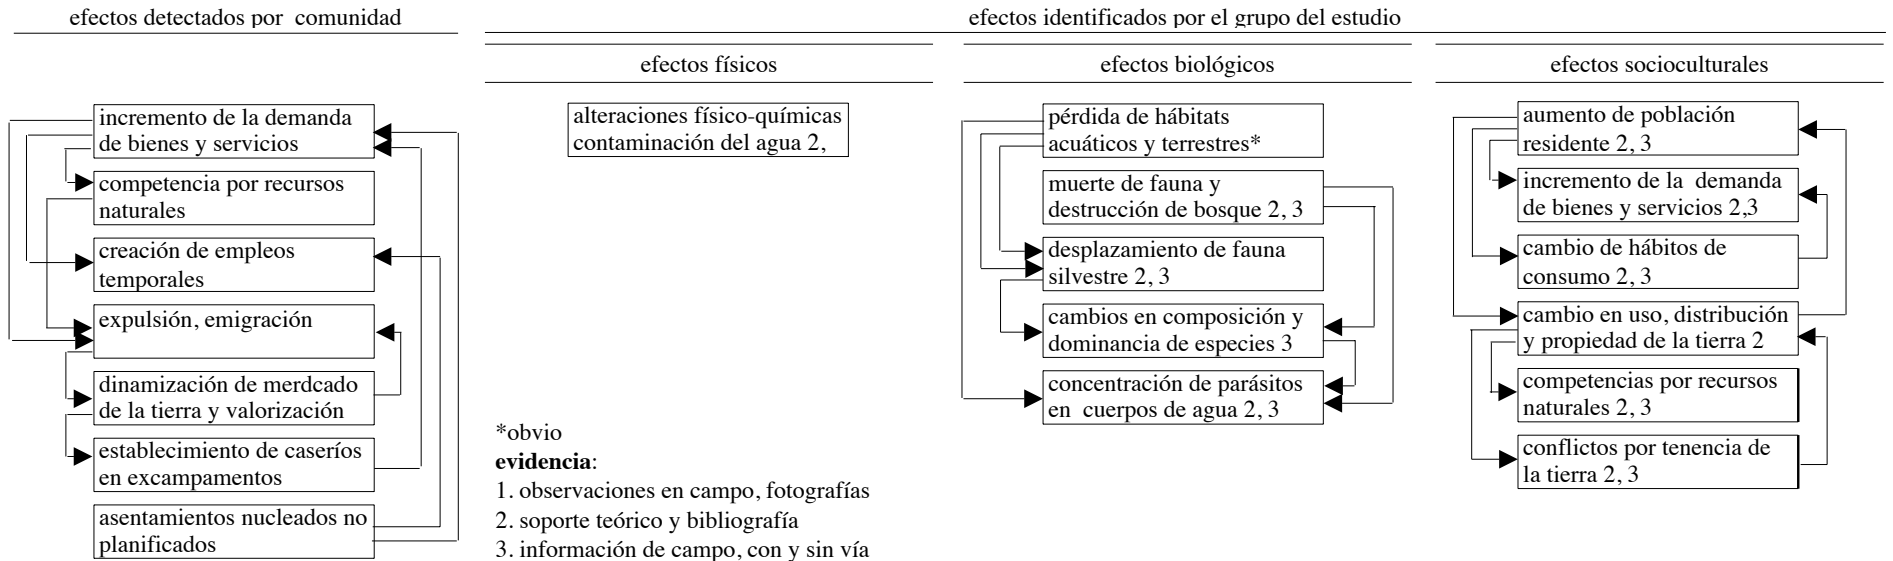 efectos detectados por comunidad
efectos identificados por el grupo del estudio
efectos físicos
efectos biológicos
efectos socioculturales
incremento de la demanda
de bienes y servicios
competencia por recursos
naturales
creación de empleos
temporales
expulsión, emigración
dinamización de merdcado
de la tierra y valorización
establecimiento de caseríos
en excampamentos
asentamientos nucleados no
planificados
alteraciones físico-químicas
contaminación del agua 2,
*obvio
evidencia:
1. observaciones en campo, fotografías
2. soporte teórico y bibliografía
3. información de campo, con y sin vía
pérdida de hábitats
acuáticos y terrestres*
muerte de fauna y
destrucción de bosque 2, 3
desplazamiento de fauna
silvestre 2, 3
cambios en composición y
dominancia de especies 3
concentración de parásitos
en cuerpos de agua 2, 3
aumento de población
residente 2, 3
incremento de la demanda
de bienes y servicios 2,3
cambio de hábitos de
consumo 2, 3
cambio en uso, distribución
y propiedad de la tierra 2
competencias por recursos
naturales 2, 3
conflictos por tenencia de
la tierra 2, 3